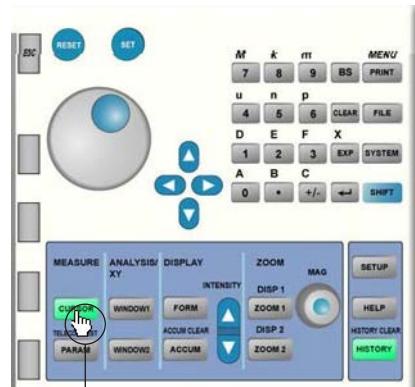 ESC
RESET
SET
M k m MENU
7 8 9 BS PRINT
u n p
4 5 6 CLEAR FILE
D E F X
1 2 3 EXP SYSTEM
A B C
0 • +/- SHIFT
MEASURE ANALYSIS/XY DISPLAY ZOOM
INTENSITY
MAG
SETUP
DISP 1
CURSOR WINDOW1 FORM ZOOM 1
HELP
ACCUM CLEAR DISP 2 HISTORY CLEAR
PARAM WINDOW2 ACCUM ZOOM 2 HISTORY